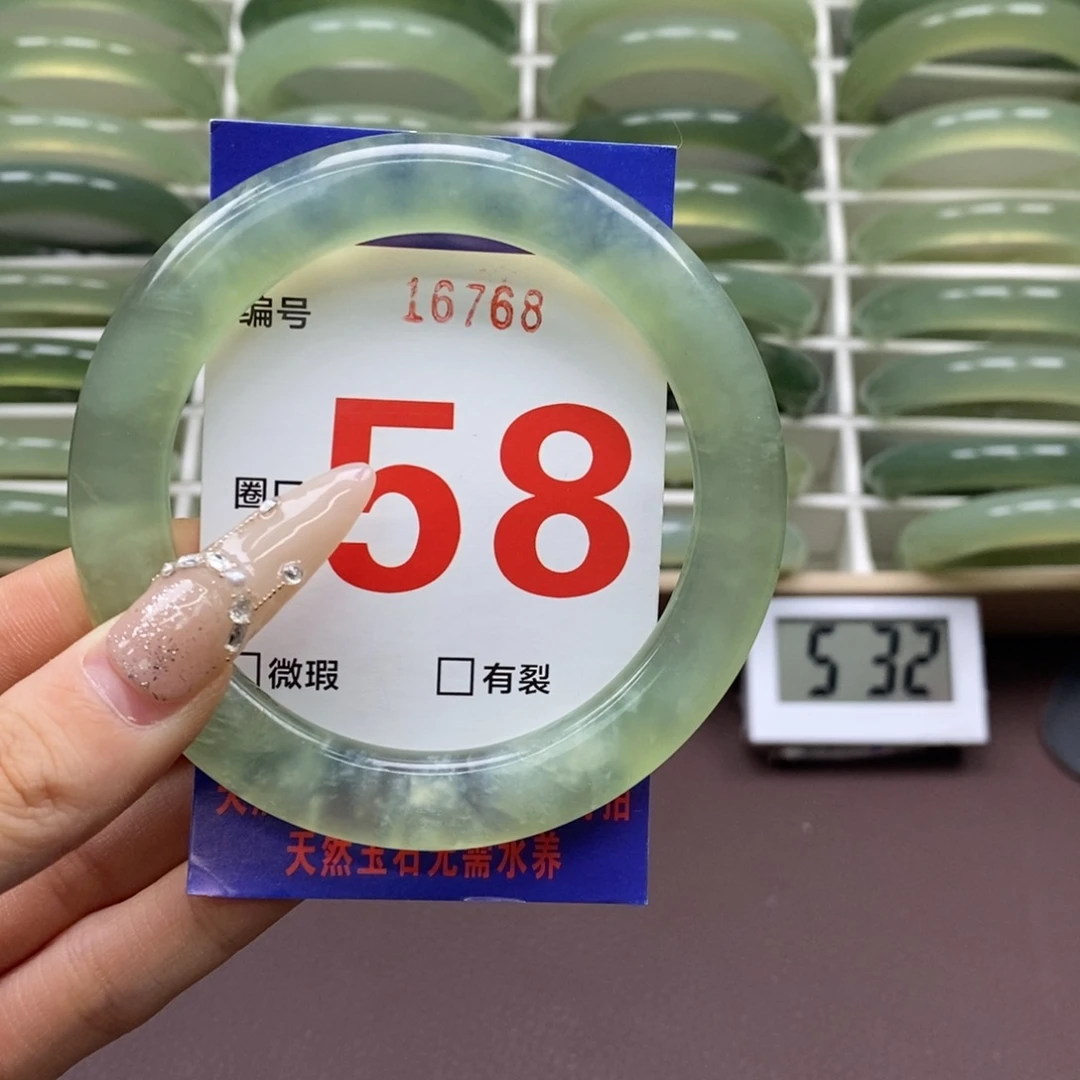 编号 16768
58
圈
微瑕 有裂
天然玉石无需水养
5 32